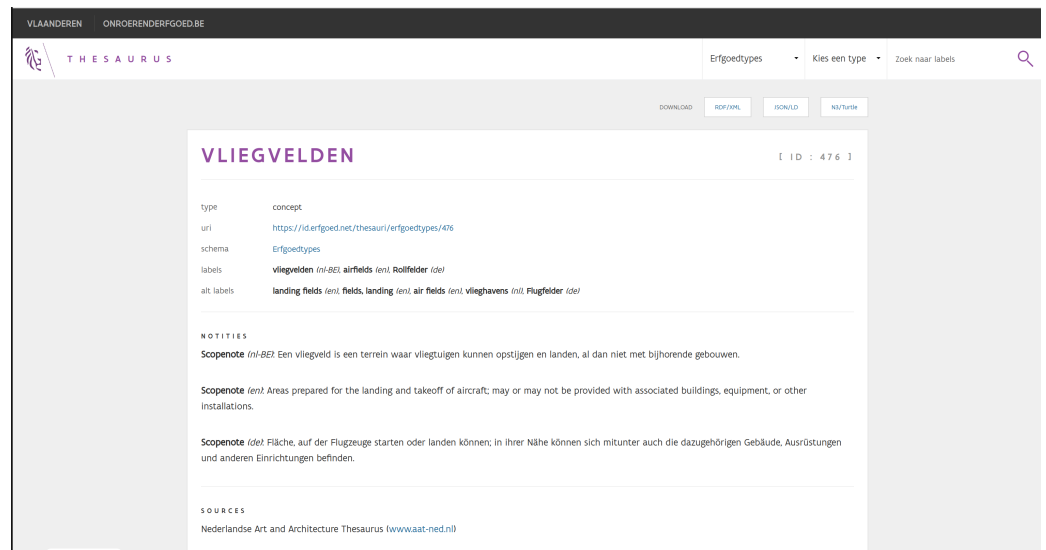 VLAANDEREN ONROERENDERFGOED.BE
THESAURUS Erfgoedtypes Kies een type Zoek naar labels
DOWNLOAD RDF/XML JSON/LD N3/Turtle
VLIEGVELDEN [ ID : 476 ]
type concept
uri https://id.erfgoed.net/thesauri/erfgoedtypes/476
schema Erfgoedtypes
labels vliegvelden (nl-BE), airfields (en), Rollfelder (de)
alt labels landing fields (en), fields, landing (en), air fields (en), vlieghavens (nl), Flugfelder (de)
NOTITIES
Scopenote (nl-BE): Een vliegveld is een terrein waar vliegtuigen kunnen opstijgen en landen, al dan niet met bijhorende gebouwen.
Scopenote (en): Areas prepared for the landing and takeoff of aircraft; may or may not be provided with associated buildings, equipment, or other
installations.
Scopenote (de): Fläche, auf der Flugzeuge starten oder landen können; in ihrer Nähe können sich mitunter auch die dazugehörigen Gebäude, Ausrüstungen
und anderen Einrichtungen befinden.
SOURCES
Nederlandse Art and Architecture Thesaurus (www.aat-ned.nl)